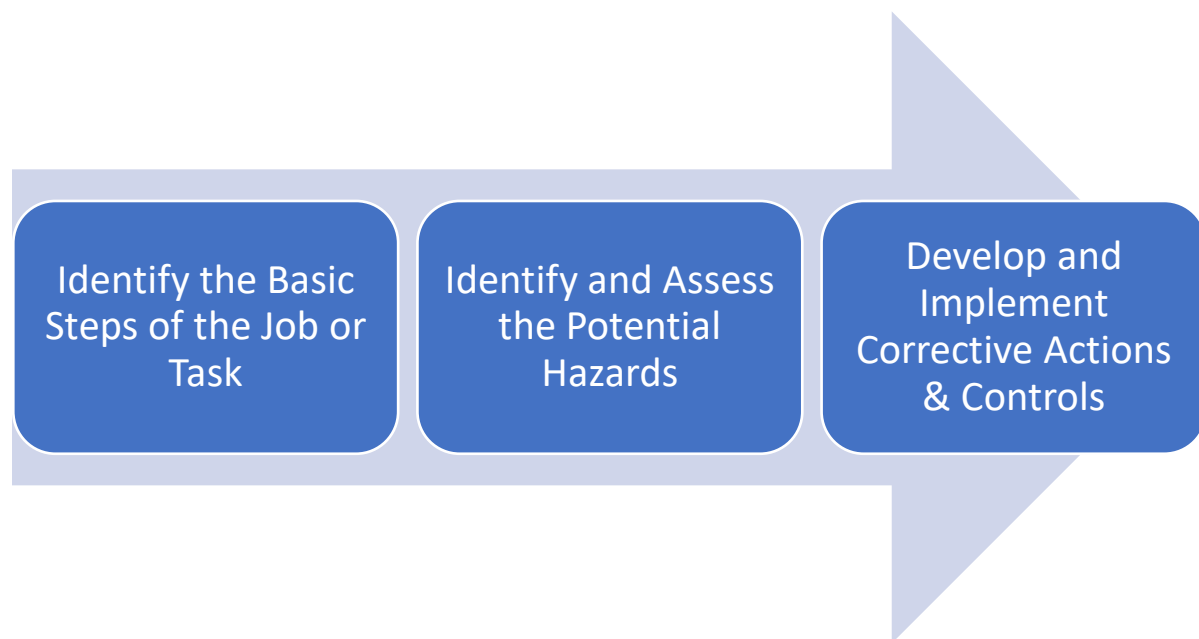 Identify the Basic
Steps of the Job or
Task
Identify and Assess
the Potential
Hazards
Develop and
Implement
Corrective Actions
& Controls